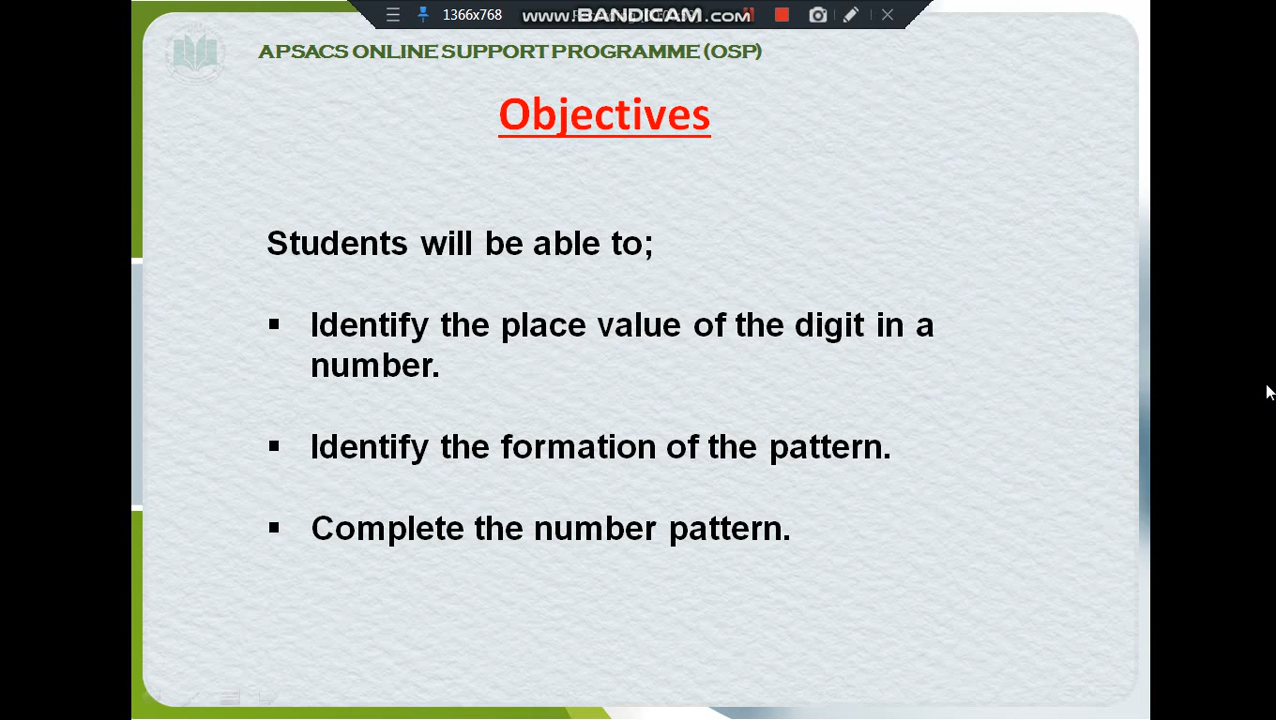 1366x768 www.BANDICAM.com
APSACS ONLINE SUPPORT PROGRAMME (OSP)
Objectives
Students will be able to;
▪ Identify the place value of the digit in a
number.
▪ Identify the formation of the pattern.
▪ Complete the number pattern.